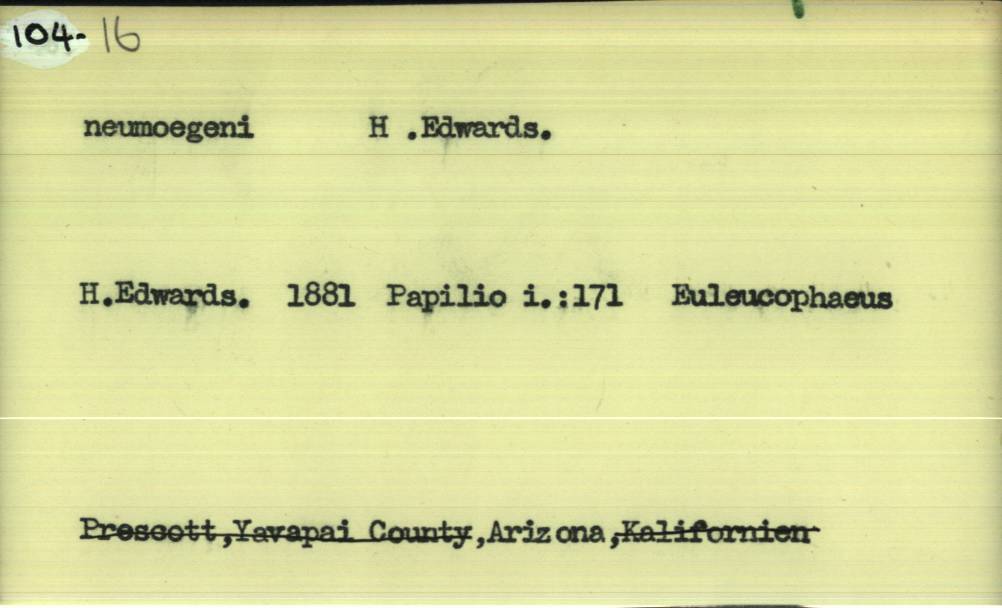 104-16
neumoegeni H .Edwards.
H.Edwards. 1881 Papilio i.:171 Euleucophaeus
Prescott,Yavapai County,Arizona,Kalifornien